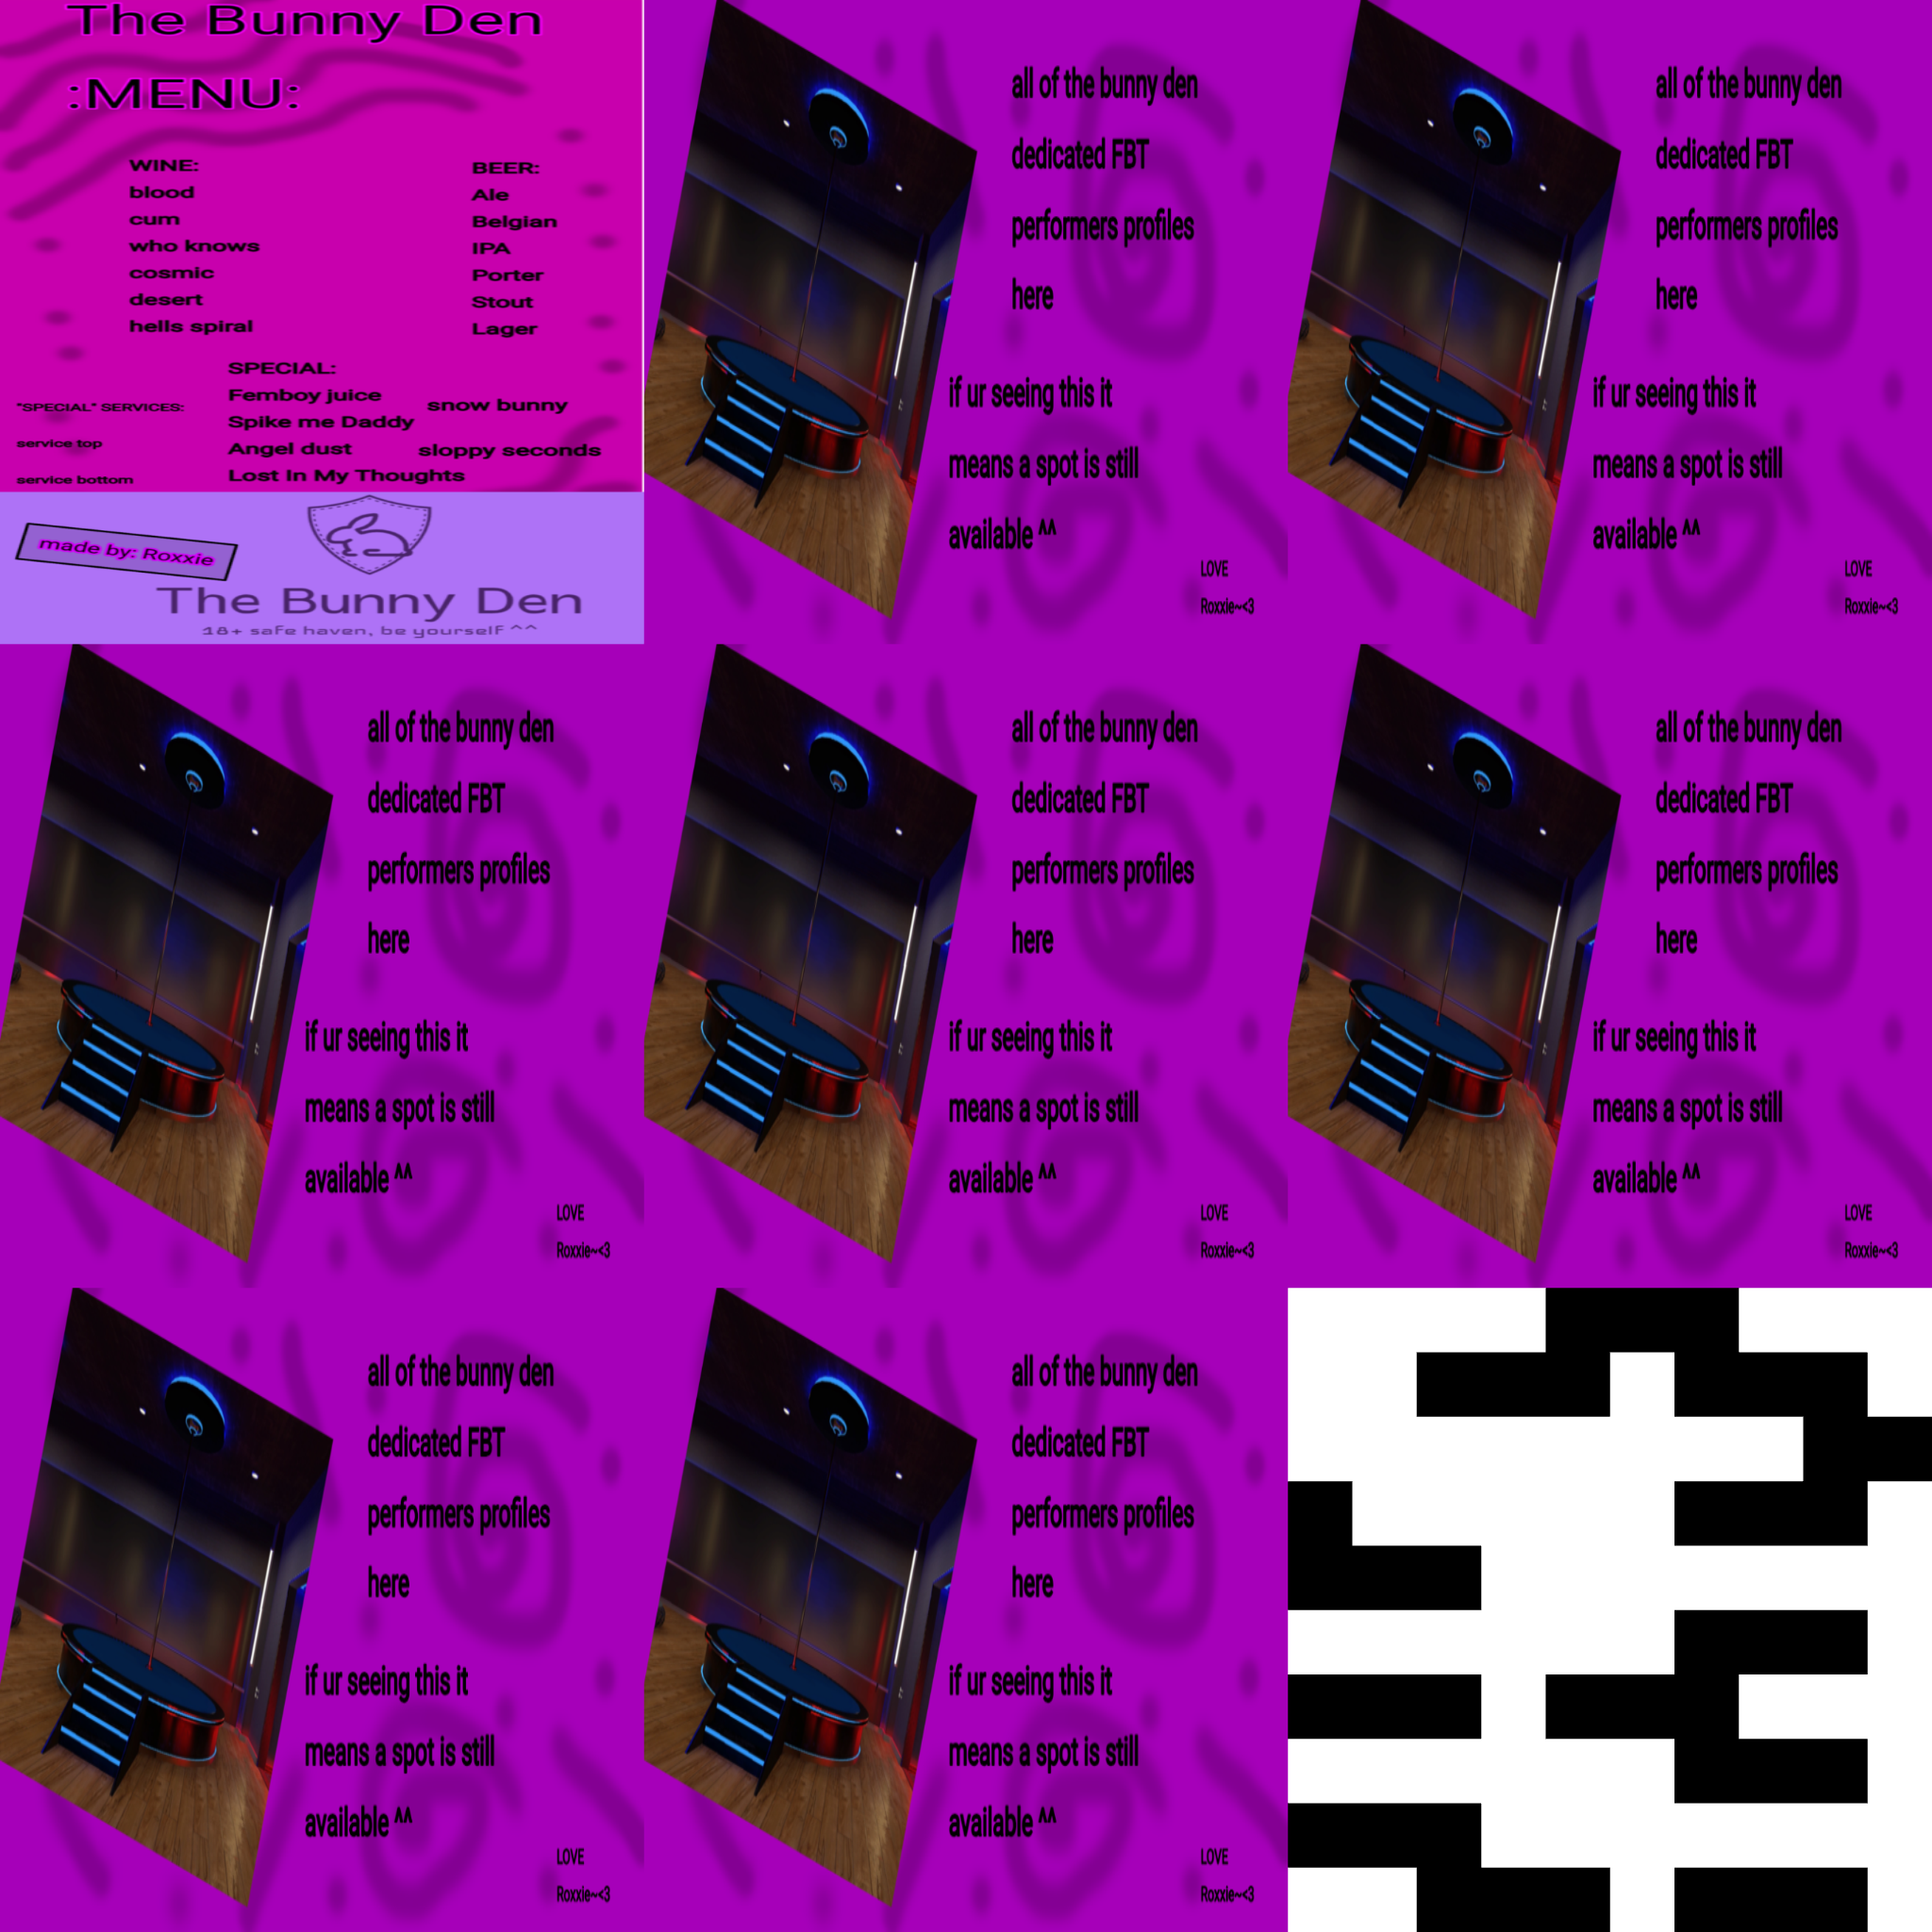 The Bunny Den
:MENU:
WINE:
blood
cum
who knows
cosmic
desert
hells spiral
BEER:
Ale
Belgian
IPA
Porter
Stout
Lager
SPECIAL:
Femboy juice
Spike me Daddy
Angel dust
Lost In My Thoughts
snow bunny
sloppy seconds
"SPECIAL" SERVICES:
service top
service bottom
made by: Roxxie
The Bunny Den
18+ safe haven, be yourself ^^
all of the bunny den
dedicated FBT
performers profiles
here
if ur seeing this it
means a spot is still
available ^^
LOVE
Roxxie~<3
all of the bunny den
dedicated FBT
performers profiles
here
if ur seeing this it
means a spot is still
available ^^
LOVE
Roxxie~<3
all of the bunny den
dedicated FBT
performers profiles
here
if ur seeing this it
means a spot is still
available ^^
LOVE
Roxxie~<3
all of the bunny den
dedicated FBT
performers profiles
here
if ur seeing this it
means a spot is still
available ^^
LOVE
Roxxie~<3
all of the bunny den
dedicated FBT
performers profiles
here
if ur seeing this it
means a spot is still
available ^^
LOVE
Roxxie~<3
all of the bunny den
dedicated FBT
performers profiles
here
if ur seeing this it
means a spot is still
available ^^
LOVE
Roxxie~<3
all of the bunny den
dedicated FBT
performers profiles
here
if ur seeing this it
means a spot is still
available ^^
LOVE
Roxxie~<3